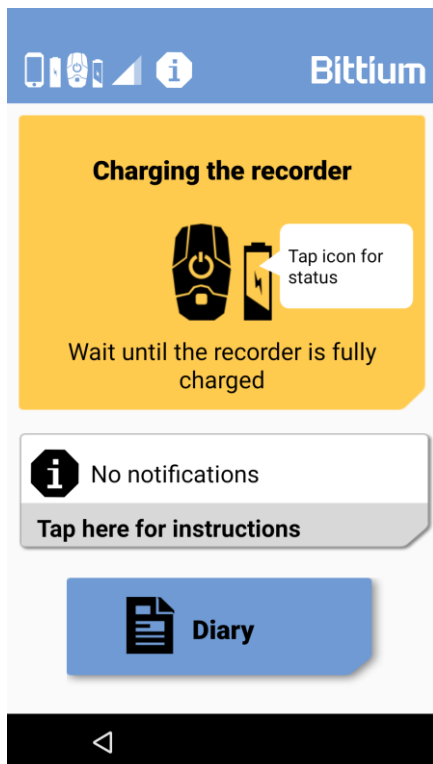 Bittium
Charging the recorder
Tap icon for
status
Wait until the recorder is fully
charged
No notifications
Tap here for instructions
Diary